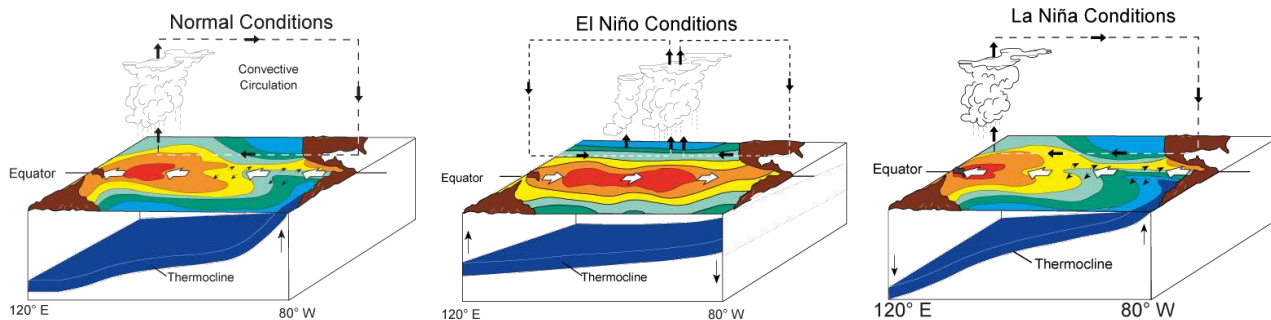 Normal Conditions
Convective
Circulation
Equator
Thermocline
120° E
80° W
El Niño Conditions
Equator
Thermocline
120° E
80° W
La Niña Conditions
Equator
Thermocline
120° E
80° W